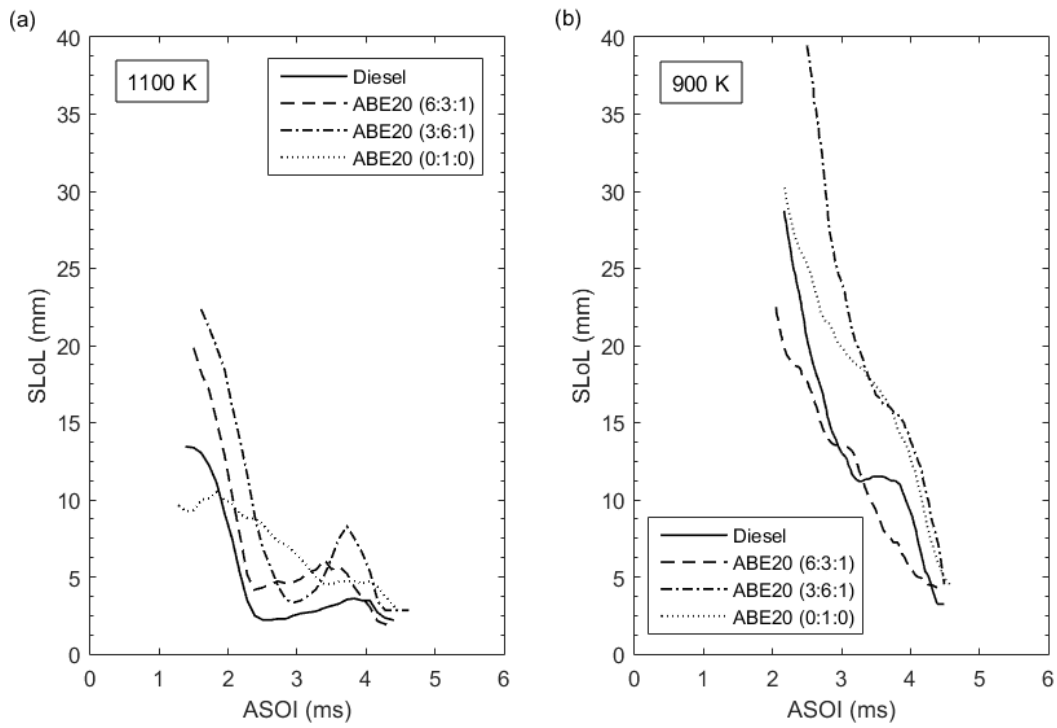 (a)
1100 K
Diesel
ABE20 (6:3:1)
ABE20 (3:6:1)
ABE20 (0:1:0)
SLoL (mm)
40
35
30
25
20
15
10
5
0
0 1 2 3 4 5 6
ASOI (ms)
(b)
900 K
SLoL (mm)
40
35
30
25
20
15
10
5
0
Diesel
ABE20 (6:3:1)
ABE20 (3:6:1)
ABE20 (0:1:0)
0 1 2 3 4 5 6
ASOI (ms)